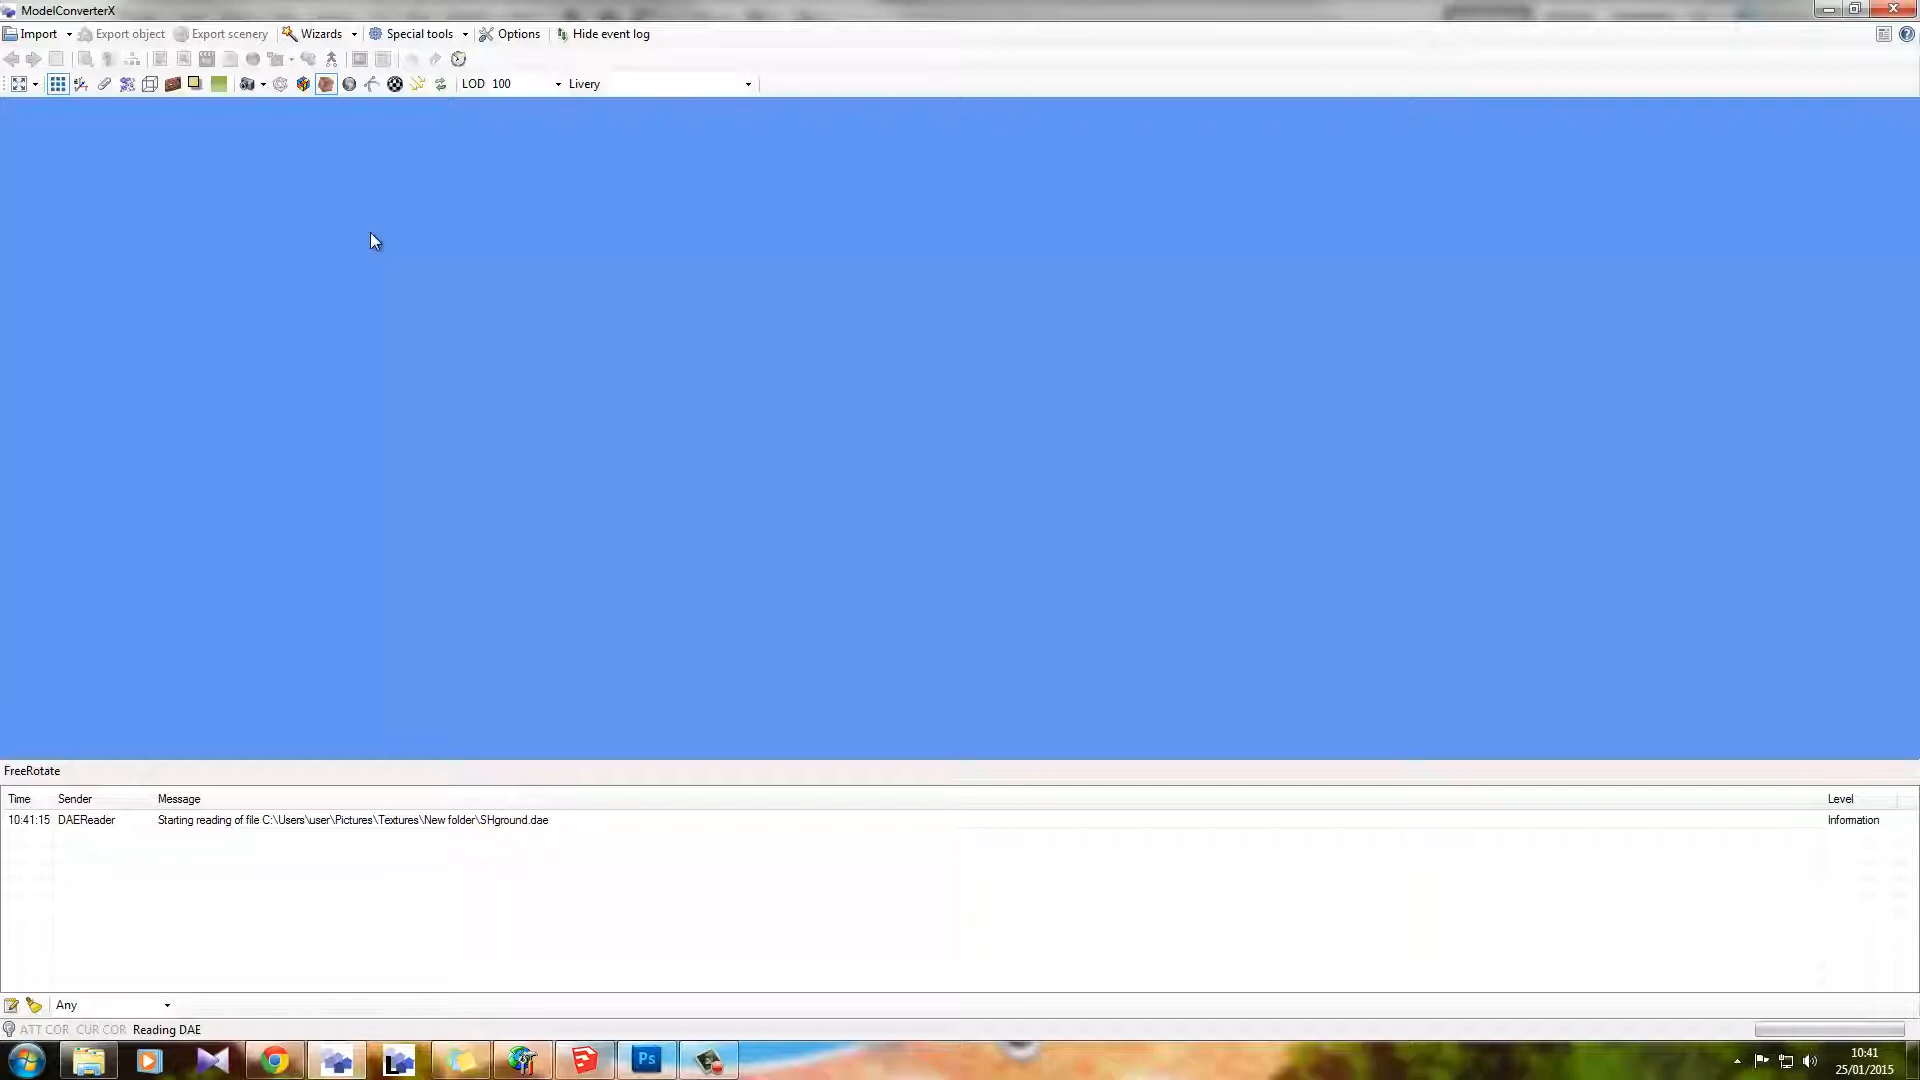 ModelConverterX
Import Export object Export scenery Wizards Special tools Options Hide event log
LOD 100 Livery
FreeRotate
Time Sender Message Level
10:41:15 DAEReader Starting reading of file C:\Users\user\Pictures\Textures\New folder\SHground.dae Information
Any
ATT COR CUR COR Reading DAE
Ps
10:41
25/01/2015